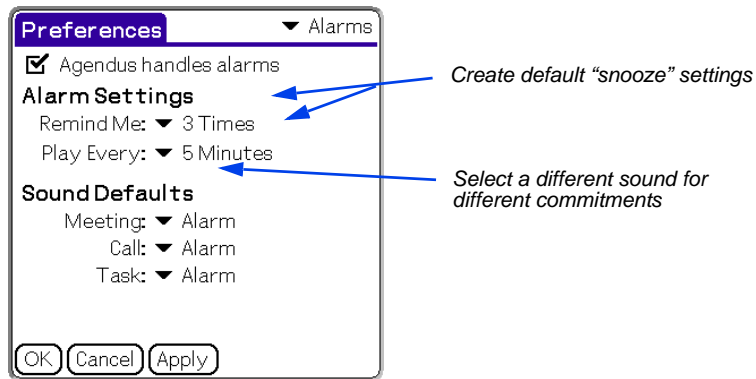 Preferences
Alarms
Agendus handles alarms
Alarm Settings
Remind Me: 3 Times
Play Every: 5 Minutes
Sound Defaults
Meeting: Alarm
Call: Alarm
Task: Alarm
OK Cancel Apply
Create default “snooze” settings
Select a different sound for
different commitments